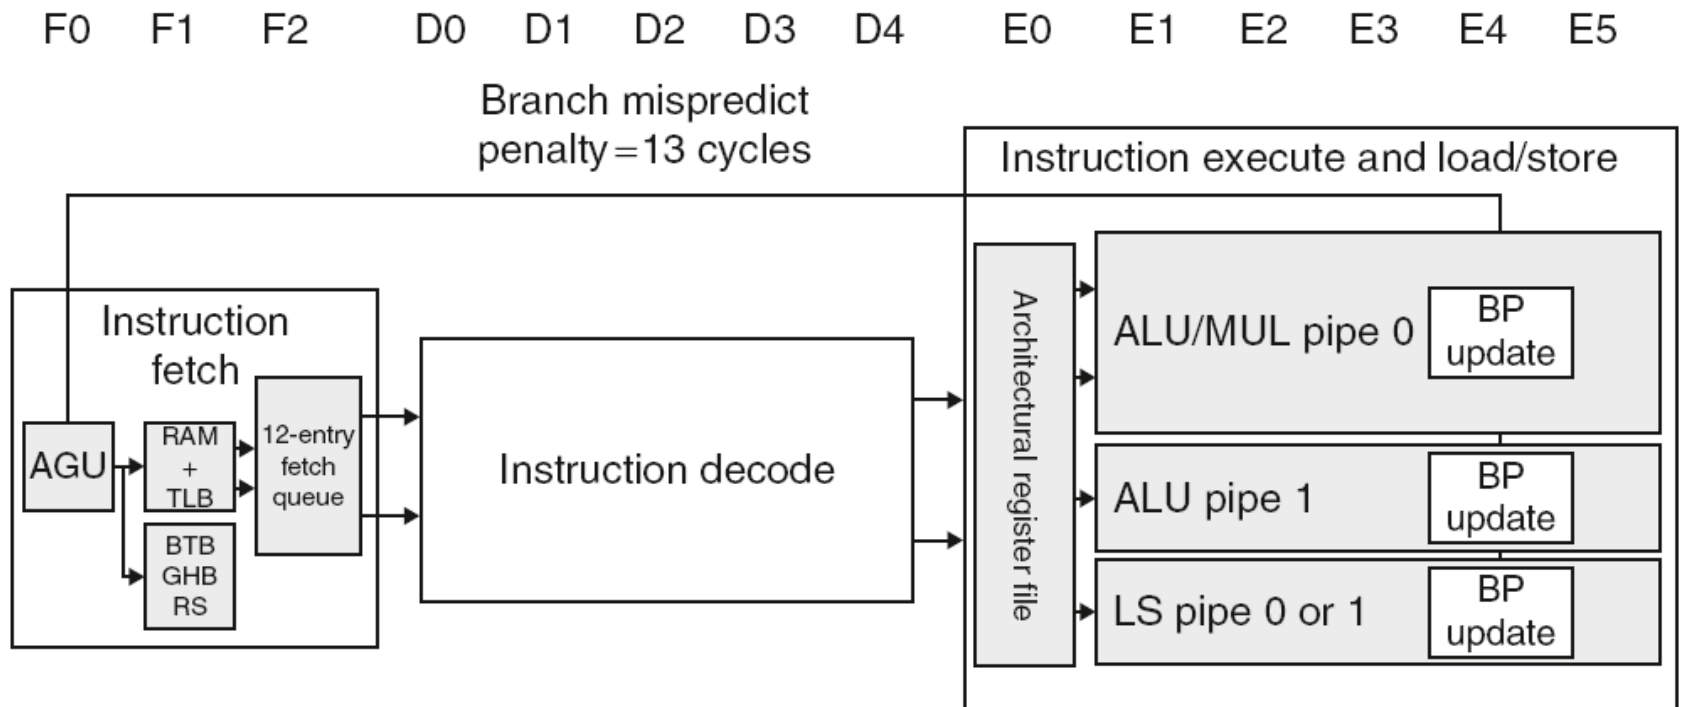 F0 F1 F2 D0 D1 D2 D3 D4 E0 E1 E2 E3 E4 E5
Branch mispredict
penalty=13 cycles
Instruction execute and load/store
Instruction
fetch
AGU
RAM
+
TLB
BTB
GHB
RS
12-entry
fetch
queue
Instruction decode
Architectural register file
ALU/MUL pipe 0
BP
update
ALU pipe 1
BP
update
LS pipe 0 or 1
BP
update